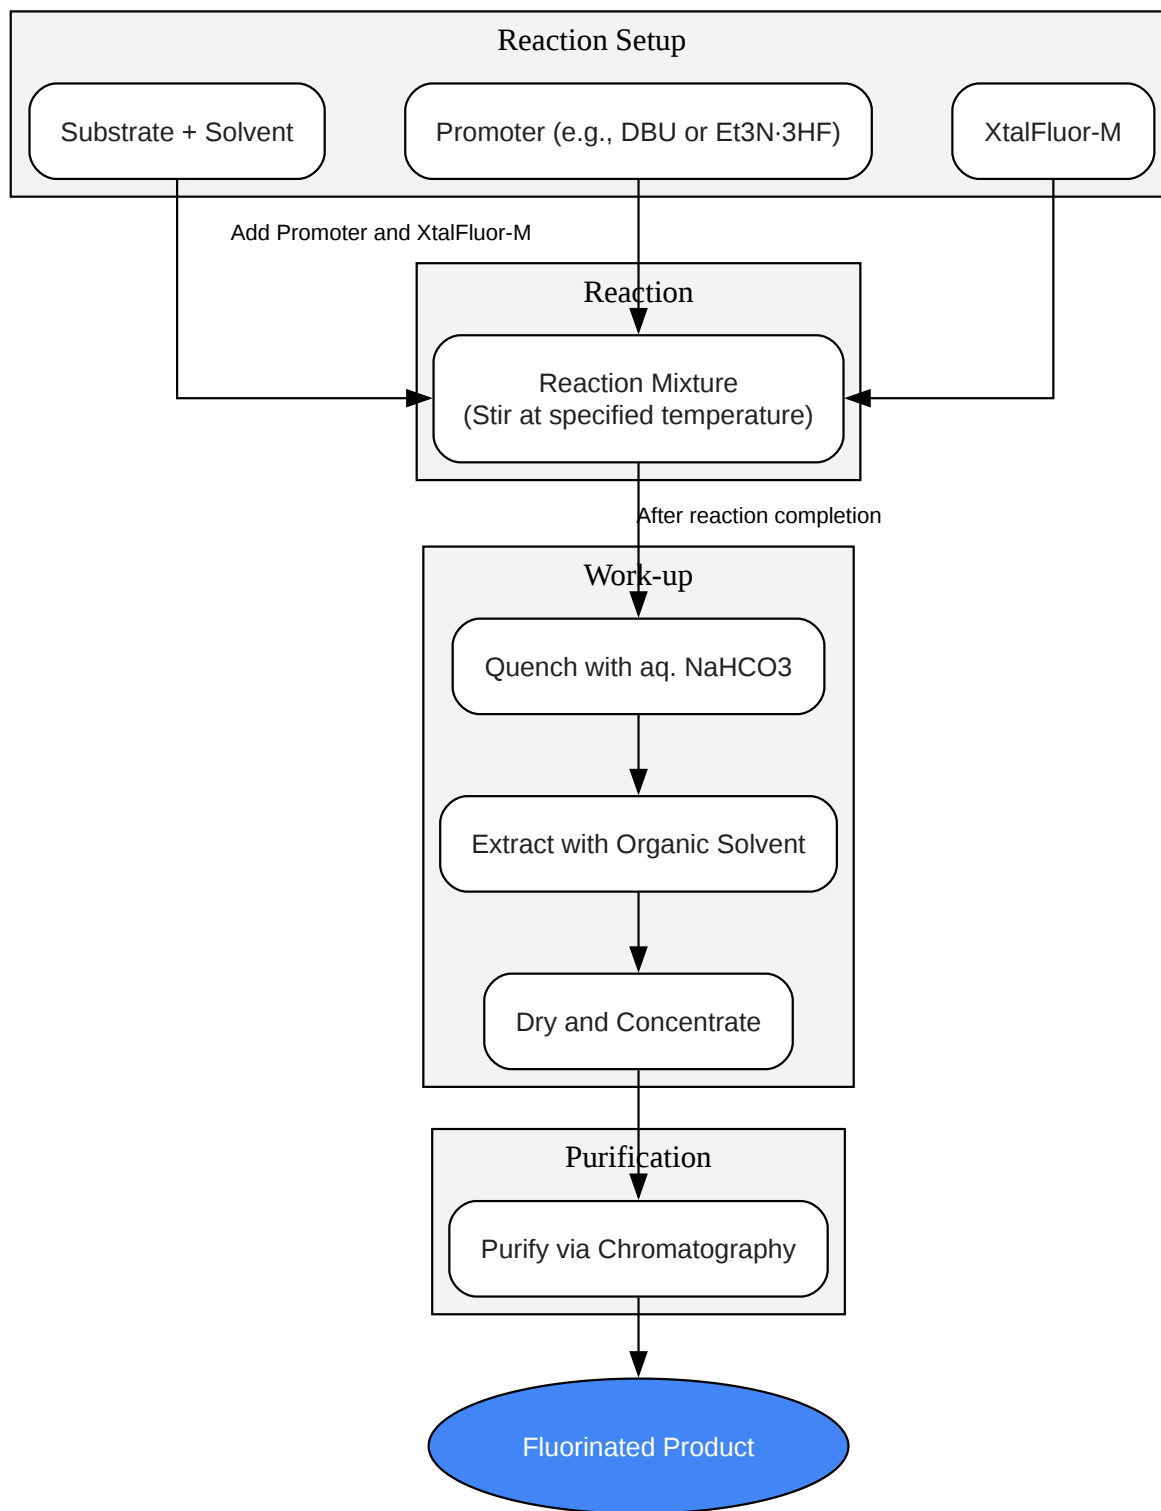 Reaction Setup
Substrate + Solvent
Promoter (e.g., DBU or Et3N·3HF)
XtalFluor-M
Add Promoter and XtalFluor-M
Reaction
Reaction Mixture
(Stir at specified temperature)
After reaction completion
Work-up
Quench with aq. NaHCO3
Extract with Organic Solvent
Dry and Concentrate
Purification
Purify via Chromatography
Fluorinated Product